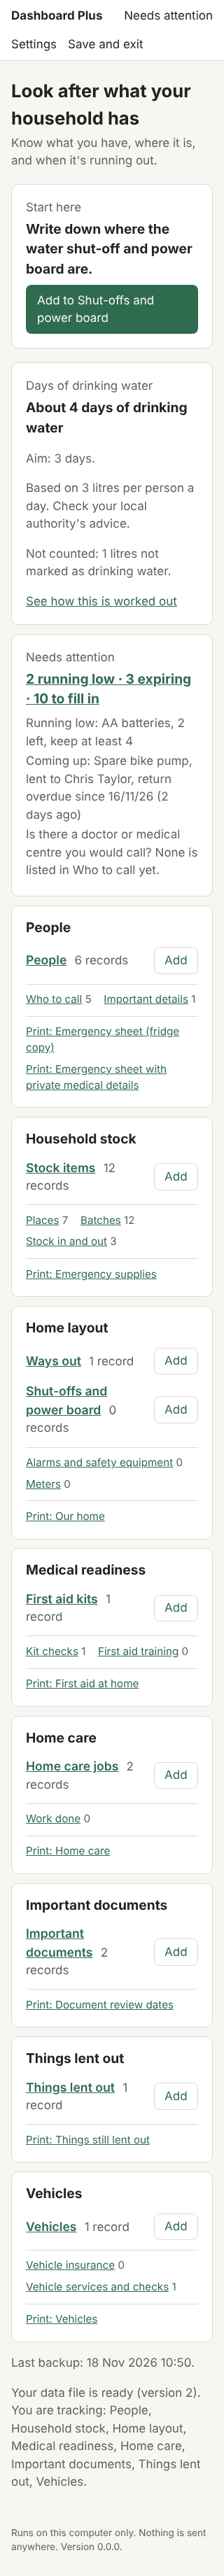 Dashboard Plus Needs attention
Settings Save and exit
Look after what your
household has
Know what you have, where it is,
and when it's running out.
Start here
Write down where the
water shut-off and power
board are.
Add to Shut-offs and
power board
Days of drinking water
About 4 days of drinking
water
Aim: 3 days.
Based on 3 litres per person a
day. Check your local
authority's advice.
Not counted: 1 litres not
marked as drinking water.
See how this is worked out
Needs attention
2 running low · 3 expiring
· 10 to fill in
Running low: AA batteries, 2
left, keep at least 4
Coming up: Spare bike pump,
lent to Chris Taylor, return
overdue since 16/11/26 (2
days ago)
Is there a doctor or medical
centre you would call? None is
listed in Who to call yet.
People
People 6 records Add
Who to call 5 Important details 1
Print: Emergency sheet (fridge
copy)
Print: Emergency sheet with
private medical details
Household stock
Stock items 12
records
Add
Places 7 Batches 12
Stock in and out 3
Print: Emergency supplies
Home layout
Ways out 1 record Add
Shut-offs and
power board 0
records
Add
Alarms and safety equipment 0
Meters 0
Print: Our home
Medical readiness
First aid kits 1
record
Add
Kit checks 1 First aid training 0
Print: First aid at home
Home care
Home care jobs 2
records
Add
Work done 0
Print: Home care
Important documents
Important
documents 2
records
Add
Print: Document review dates
Things lent out
Things lent out 1
record
Add
Print: Things still lent out
Vehicles
Vehicles 1 record Add
Vehicle insurance 0
Vehicle services and checks 1
Print: Vehicles
Last backup: 18 Nov 2026 10:50.
Your data file is ready (version 2).
You are tracking: People,
Household stock, Home layout,
Medical readiness, Home care,
Important documents, Things lent
out, Vehicles.
Runs on this computer only. Nothing is sent
anywhere. Version 0.0.0.